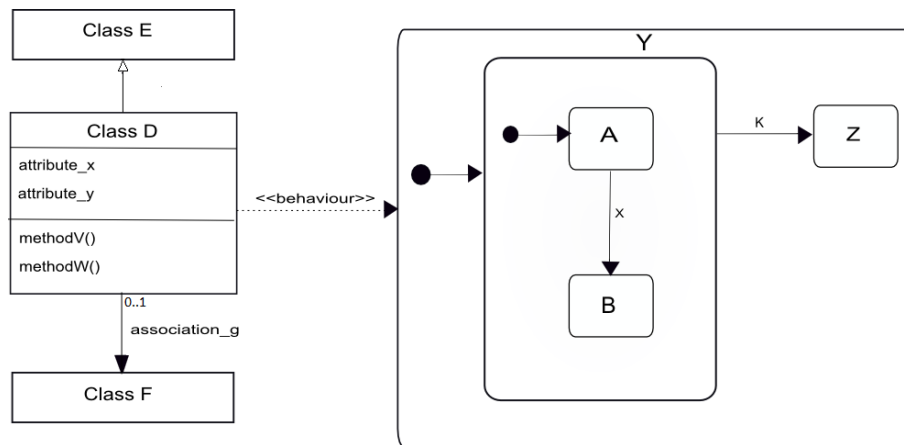 Class E
Class D
attribute_x
attribute_y
methodV()
methodW()
0..1
association_g
Class F
<<behaviour>>
Y
A
X
B
K
Z